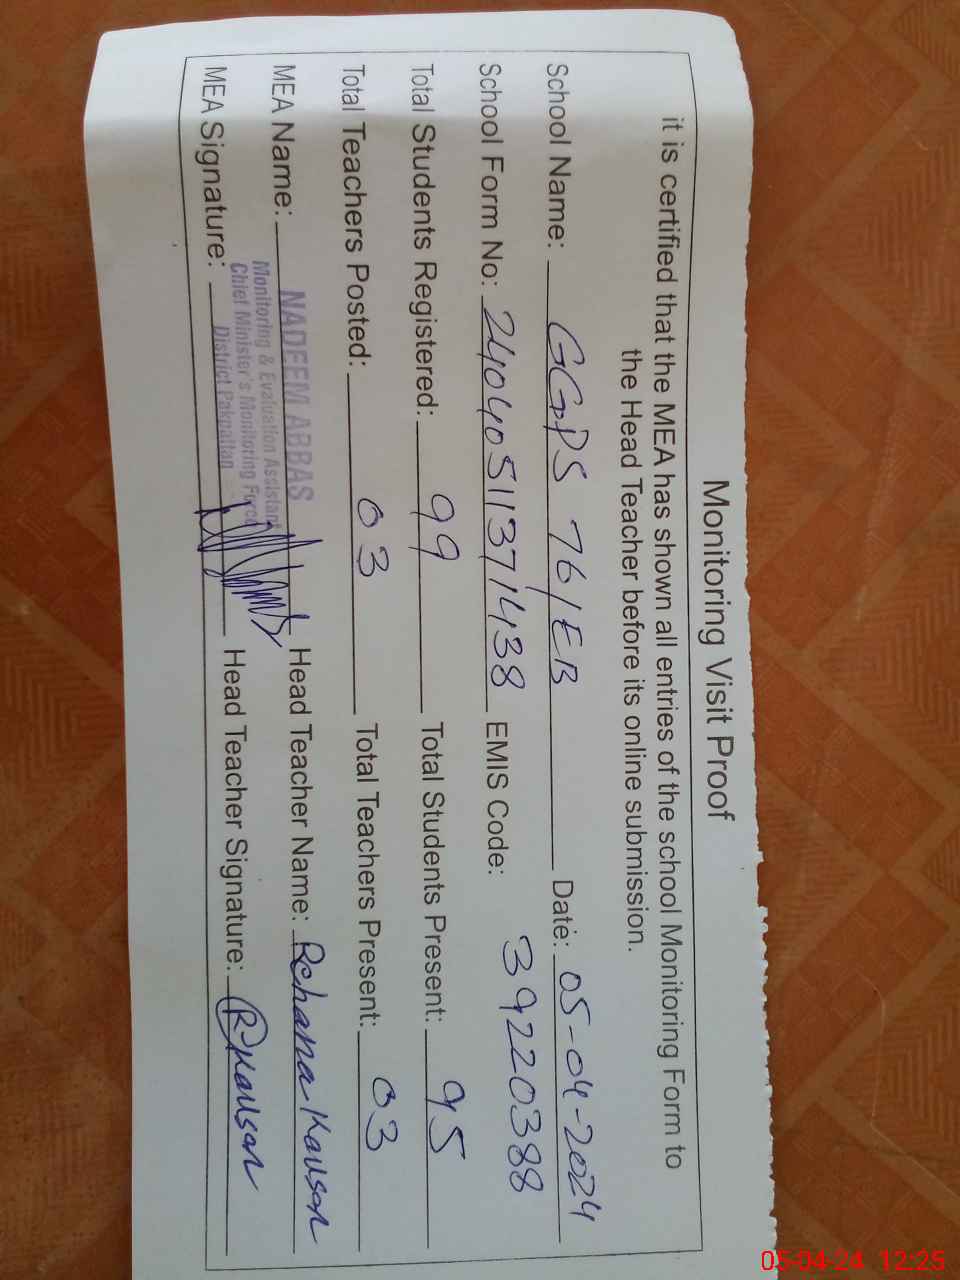 Monitoring Visit Proof
it is certified that the MEA has shown all entries of the school Monitoring Form to
the Head Teacher before its online submission.
School Name: GGPS 76/EB Date: 05-04-2024
School Form No: 24040511371438 EMIS Code: 39220388
Total Students Registered: 99 Total Students Present: 95
Total Teachers Posted: 03 Total Teachers Present: 03
MEA Name: NADEEM ABBAS Head Teacher Name: Rehana Kausar
Monitoring & Evaluation Assistant
Chief Minister's Monitoring Force
District Pakpattan
MEA Signature: Head Teacher Signature: RKausar
05-04-24 12:25